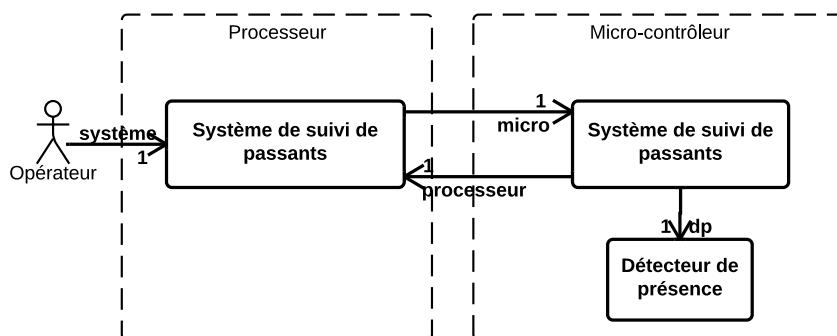 Processeur
Micro-contrôleur
Opérateur
système
1
Système de suivi de
passants
1
micro
1
processeur
Système de suivi de
passants
1 dp
Détecteur de
présence